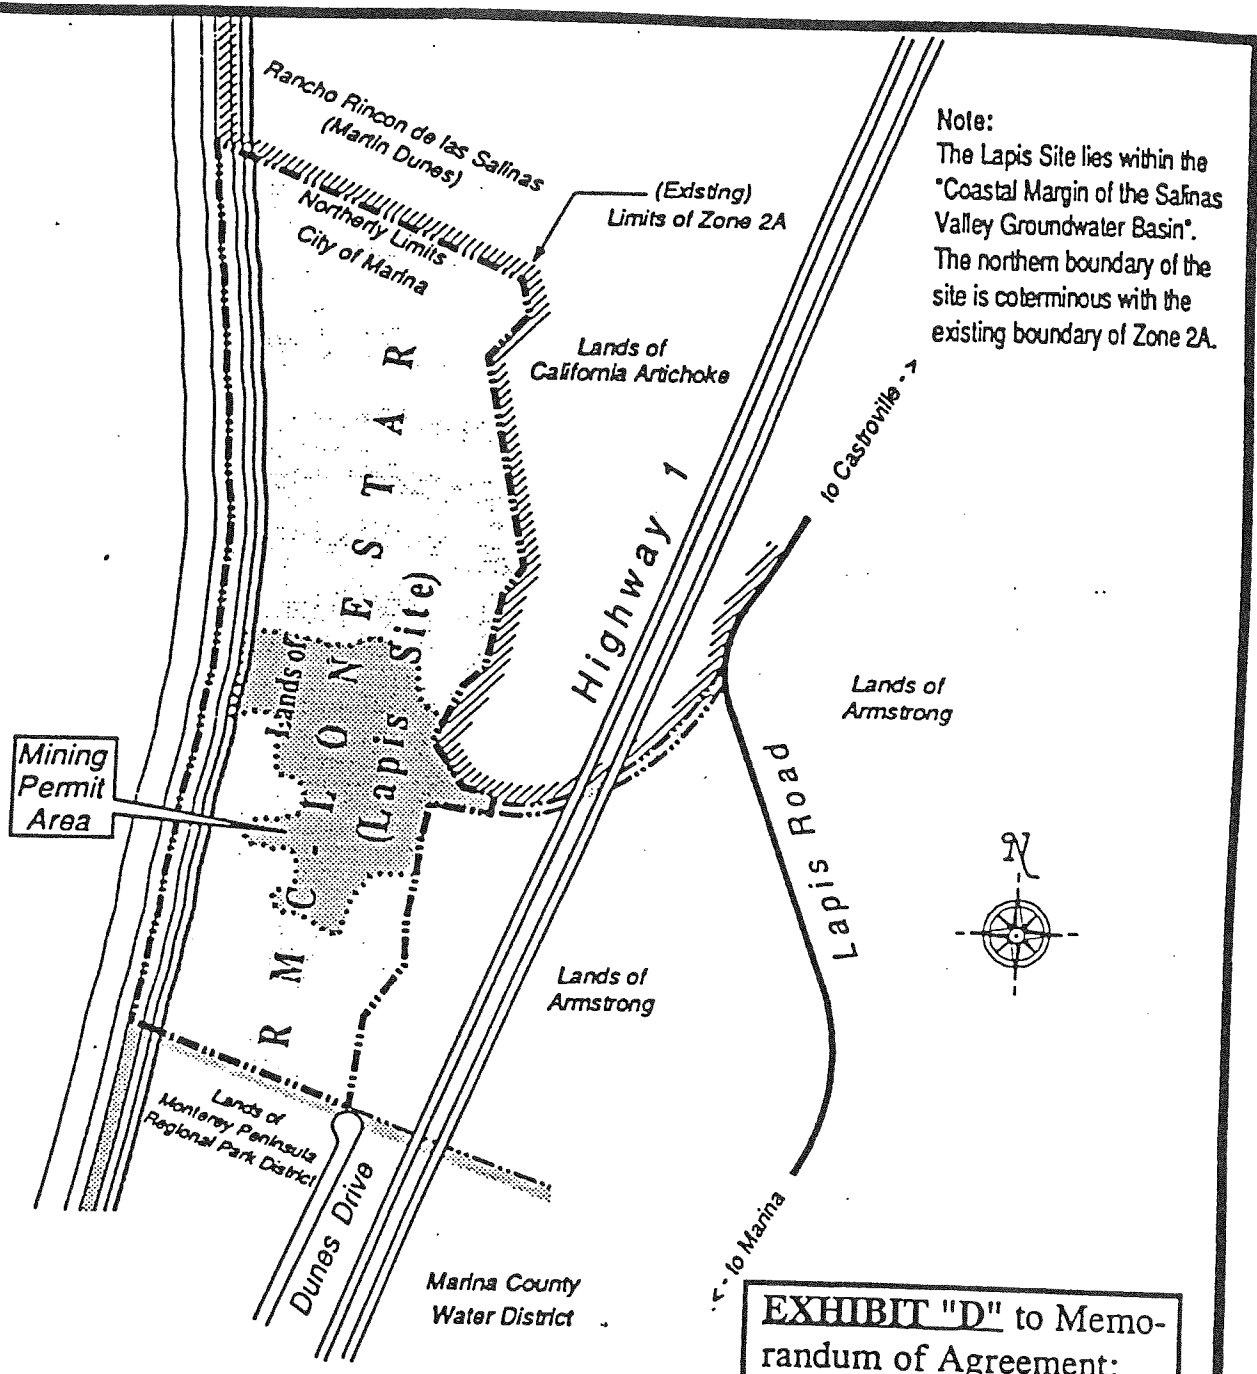 Rancho Rincon de las Salinas
(Martin Dunes)
Northerly Limits
City of Marina
(Existing)
Limits of Zone 2A
Note:
The Lapis Site lies within the
"Coastal Margin of the Salinas
Valley Groundwater Basin".
The northern boundary of the
site is coterminous with the
existing boundary of Zone 2A.
Lands of
California Artichoke
to Castroville -->
Highway 1
Lands of
RMC-LONESTAR
(Lapis Site)
Mining
Permit
Area
Lands of
Armstrong
Lapis Road
N
Lands of
Armstrong
Lands of
Monterey Peninsula
Regional Park District
Dunes Drive
Marina County
Water District
<-- to Marina
EXHIBIT "D" to Memo-
randum of Agreement: